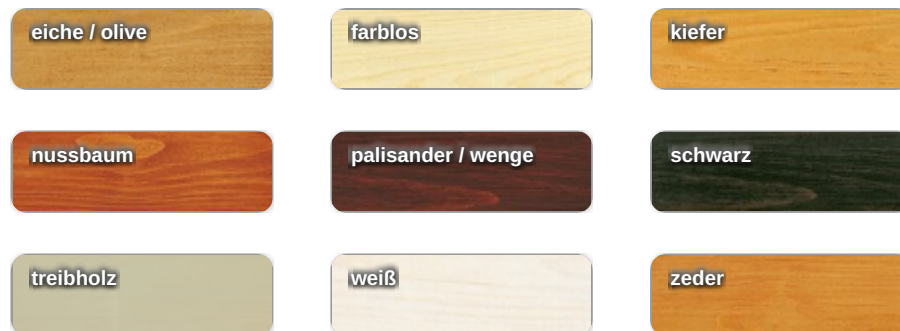 eiche / olive
farblos
kiefer
nussbaum
palisander / wenge
schwarz
treibholz
weiß
zeder